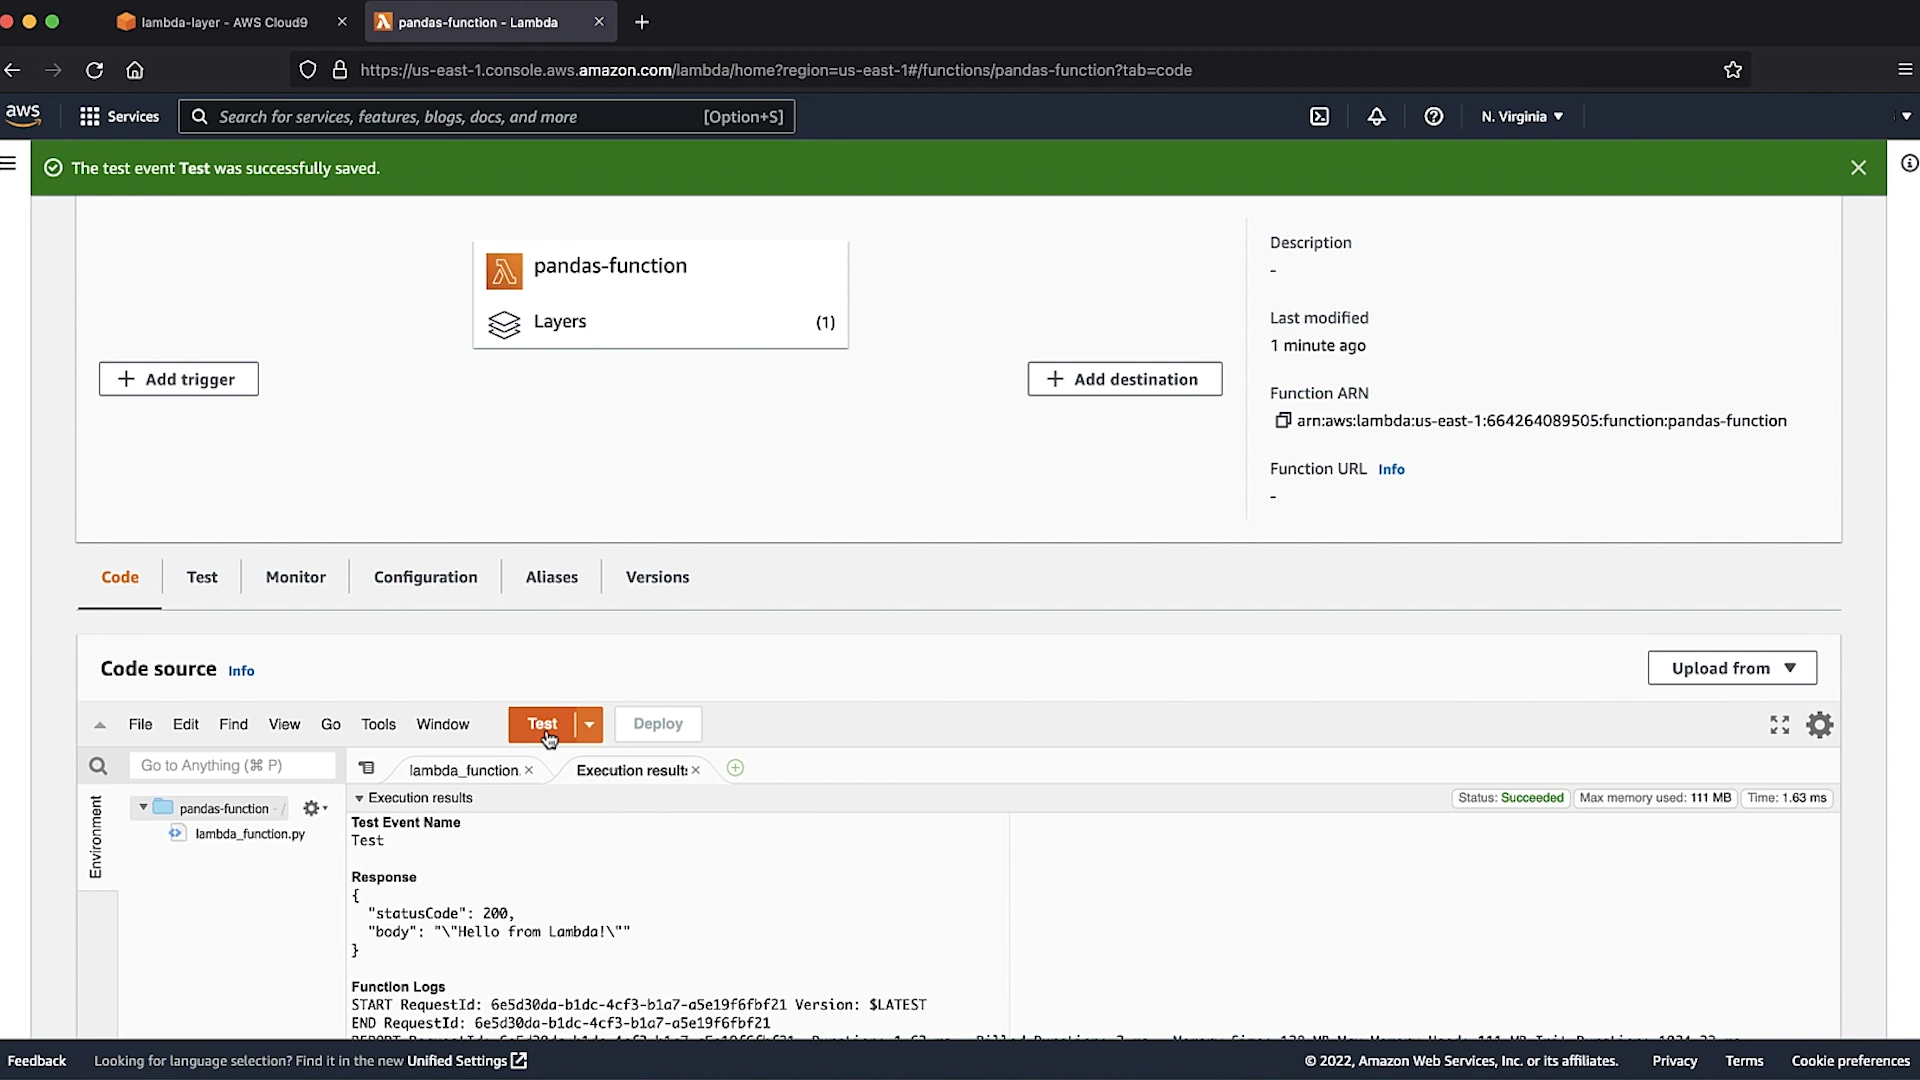 lambda-layer - AWS Cloud9
pandas-function - Lambda
https://us-east-1.console.aws.amazon.com/lambda/home?region=us-east-1#/functions/pandas-function?tab=code
aws
Services
Search for services, features, blogs, docs, and more [Option+S]
N. Virginia
The test event Test was successfully saved.
pandas-function
Layers (1)
+ Add trigger
+ Add destination
Description
-
Last modified
1 minute ago
Function ARN
arn:aws:lambda:us-east-1:664264089505:function:pandas-function
Function URL Info
-
Code Test Monitor Configuration Aliases Versions
Code source Info
Upload from
File Edit Find View Go Tools Window Test Deploy
Go to Anything (⌘ P)
lambda_function.
Execution result:
Environment
pandas-function - /
lambda_function.py
Execution results
Status: Succeeded Max memory used: 111 MB Time: 1.63 ms
Test Event Name
Test
Response
{
"statusCode": 200,
"body": "\"Hello from Lambda!\""
}
Function Logs
START RequestId: 6e5d30da-b1dc-4cf3-b1a7-a5e19f6fbf21 Version: $LATEST
END RequestId: 6e5d30da-b1dc-4cf3-b1a7-a5e19f6fbf21
Feedback Looking for language selection? Find it in the new Unified Settings
© 2022, Amazon Web Services, Inc. or its affiliates. Privacy Terms Cookie preferences